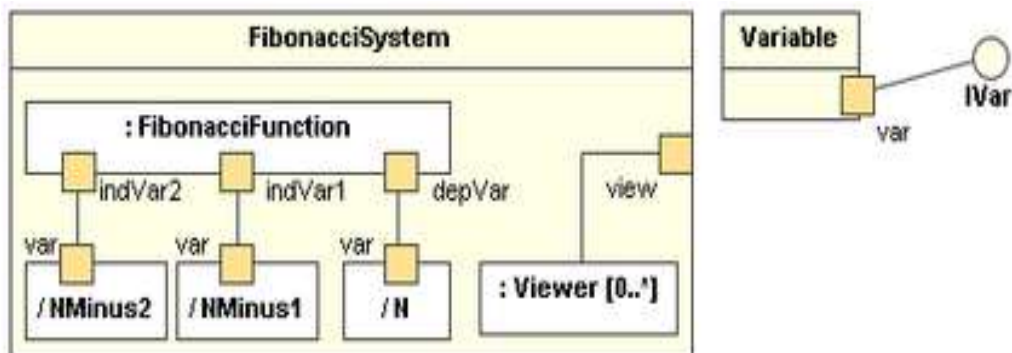 FibonacciSystem
Variable
: FibonacciFunction
IVar
var
indVar2
indVar1
depVar
view
var
var
var
: Viewer [0..*]
/ NMinus2
/ NMinus1
/ N